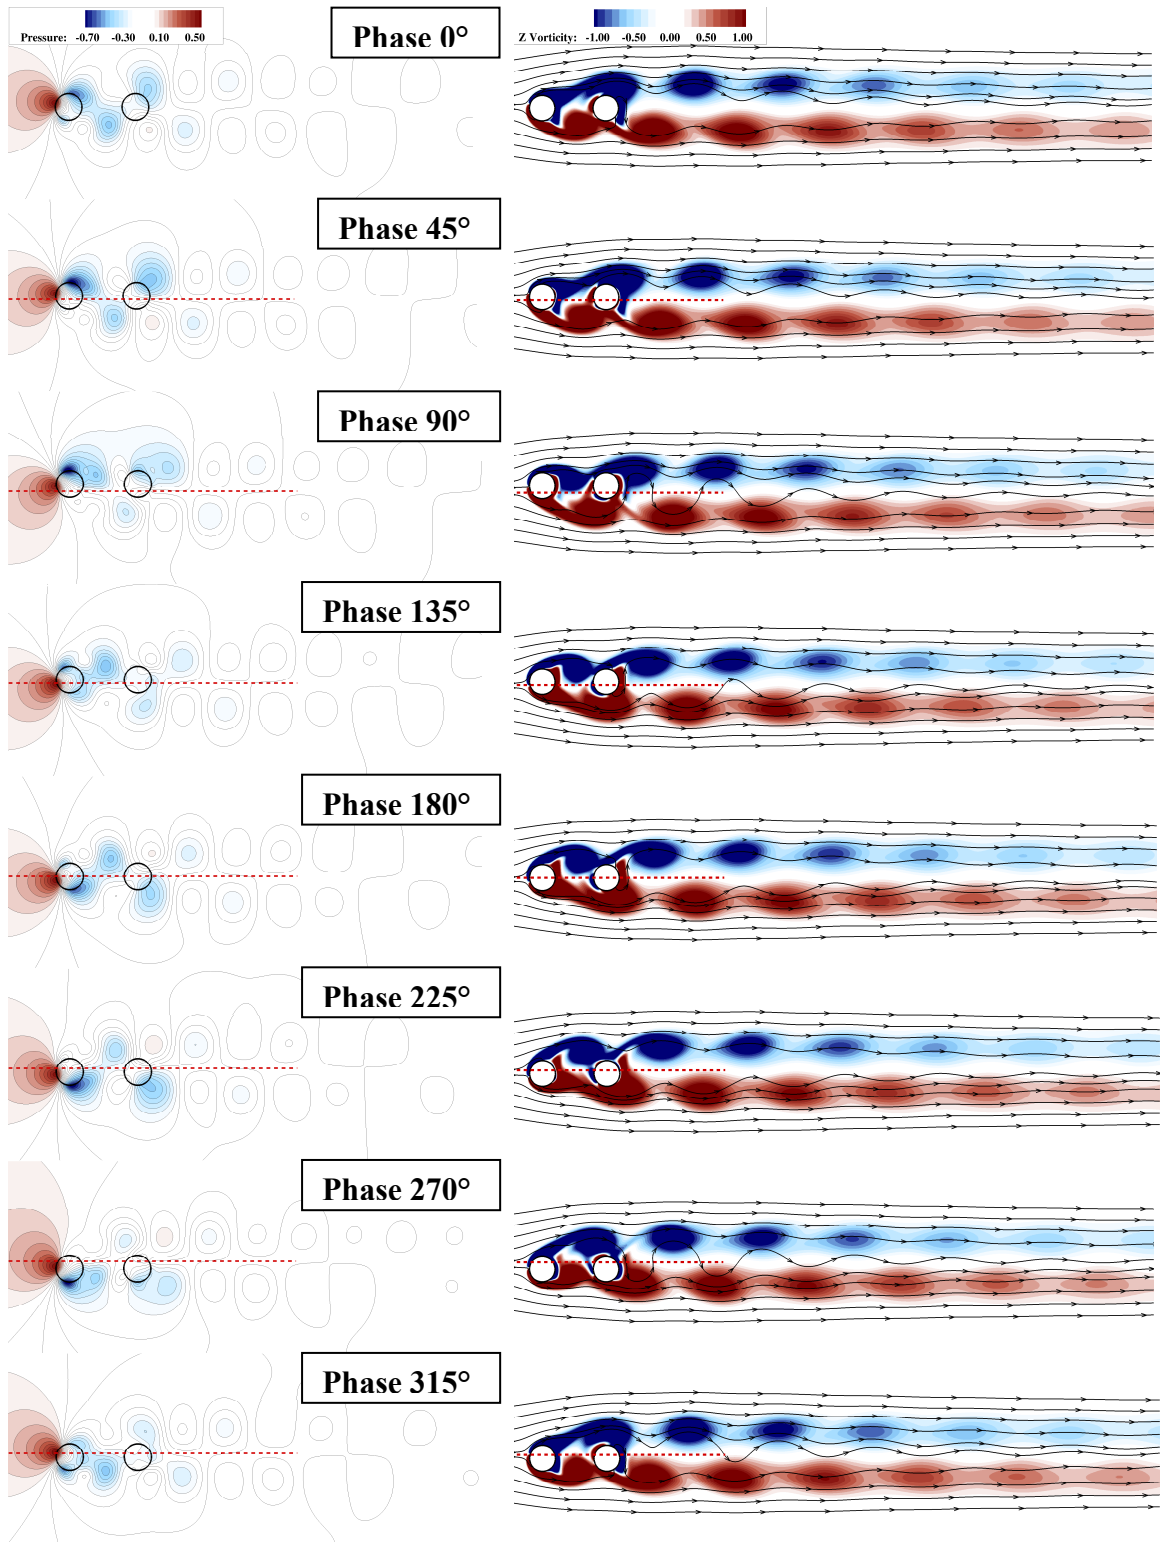 Pressure: -0.70 -0.30 0.10 0.50
Phase 0°
Z Vorticity: -1.00 -0.50 0.00 0.50 1.00
Phase 45°
Phase 90°
Phase 135°
Phase 180°
Phase 225°
Phase 270°
Phase 315°